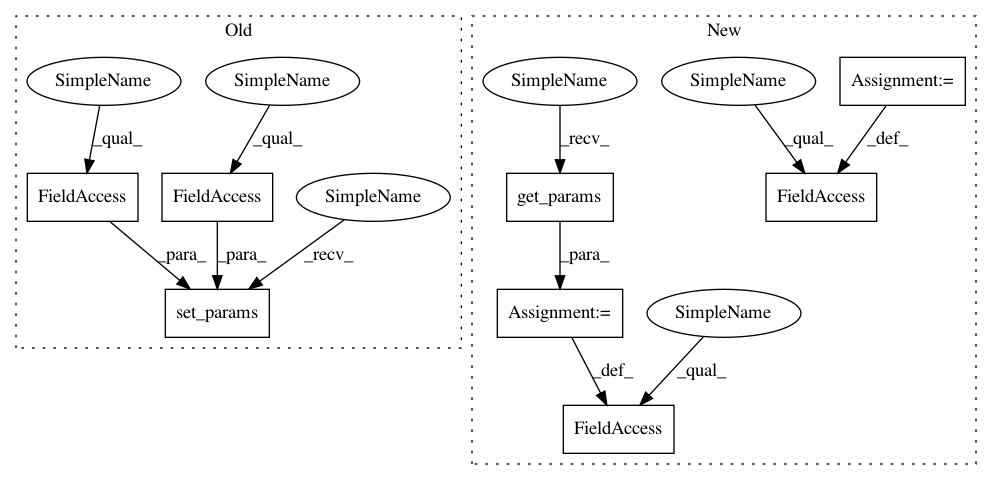 Old
New
SimpleName
SimpleName
SimpleName
SimpleName
Assignment:=
_qual_
_qual_
_recv_
_qual_
_def_
FieldAccess
FieldAccess
SimpleName
get_params
FieldAccess
_para_
_para_
_recv_
_para_
set_params
Assignment:=
SimpleName
_def_
_qual_
FieldAccess